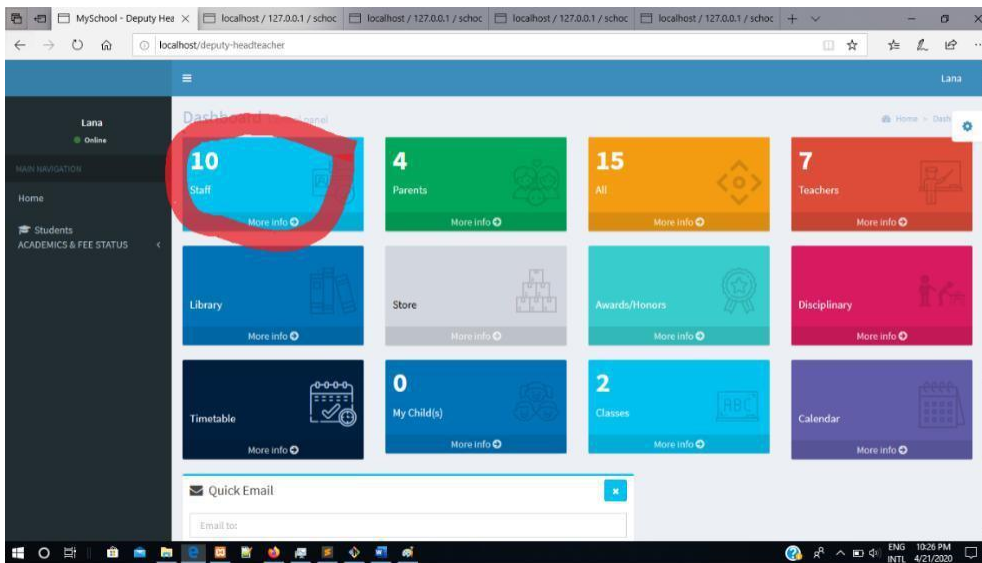 MySchool - Deputy Hea
localhost / 127.0.0.1 / schoc
localhost / 127.0.0.1 / schoc
localhost / 127.0.0.1 / schoc
localhost / 127.0.0.1 / schoc
localhost/deputy-headteacher
Lana
Lana
Online
MAIN NAVIGATION
Home
Students
ACADEMICS & FEE STATUS
Dashboard panel
Home > Dash
10
Staff
More info
4
Parents
More info
15
All
More info
7
Teachers
More info
Library
More info
Store
More info
Awards/Honors
More info
Disciplinary
More info
Timetable
More info
0
My Child(s)
More info
2
Classes
ABC
More info
Calendar
More info
Quick Email
Email to:
ENG
INTL
10:26 PM
4/21/2020